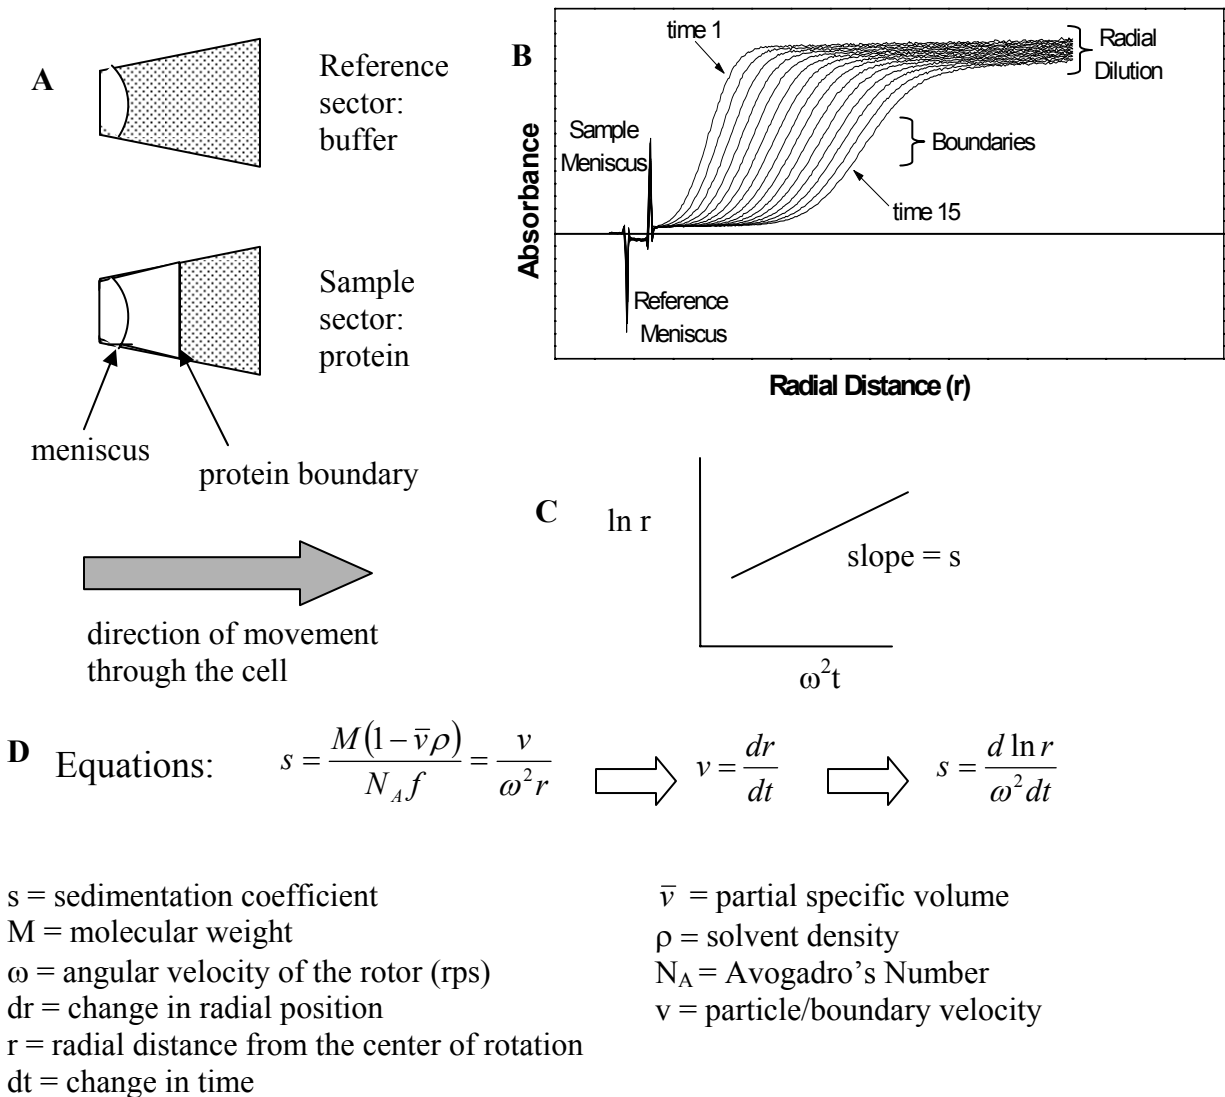 A
Reference
sector:
buffer
Sample
sector:
protein
meniscus
protein boundary
direction of movement
through the cell
B
time 1
Radial
Dilution
Sample
Meniscus
Boundaries
time 15
Reference
Meniscus
Absorbance
Radial Distance (r)
C
ln r
slope = s
ω²t
D Equations: s = M(1 − v̄ρ) / N_A f = v / ω²r ⇨ v = dr / dt ⇨ s = d ln r / ω² dt
s = sedimentation coefficient
M = molecular weight
ω = angular velocity of the rotor (rps)
dr = change in radial position
r = radial distance from the center of rotation
dt = change in time
v̄ = partial specific volume
ρ = solvent density
N_A = Avogadro’s Number
v = particle/boundary velocity